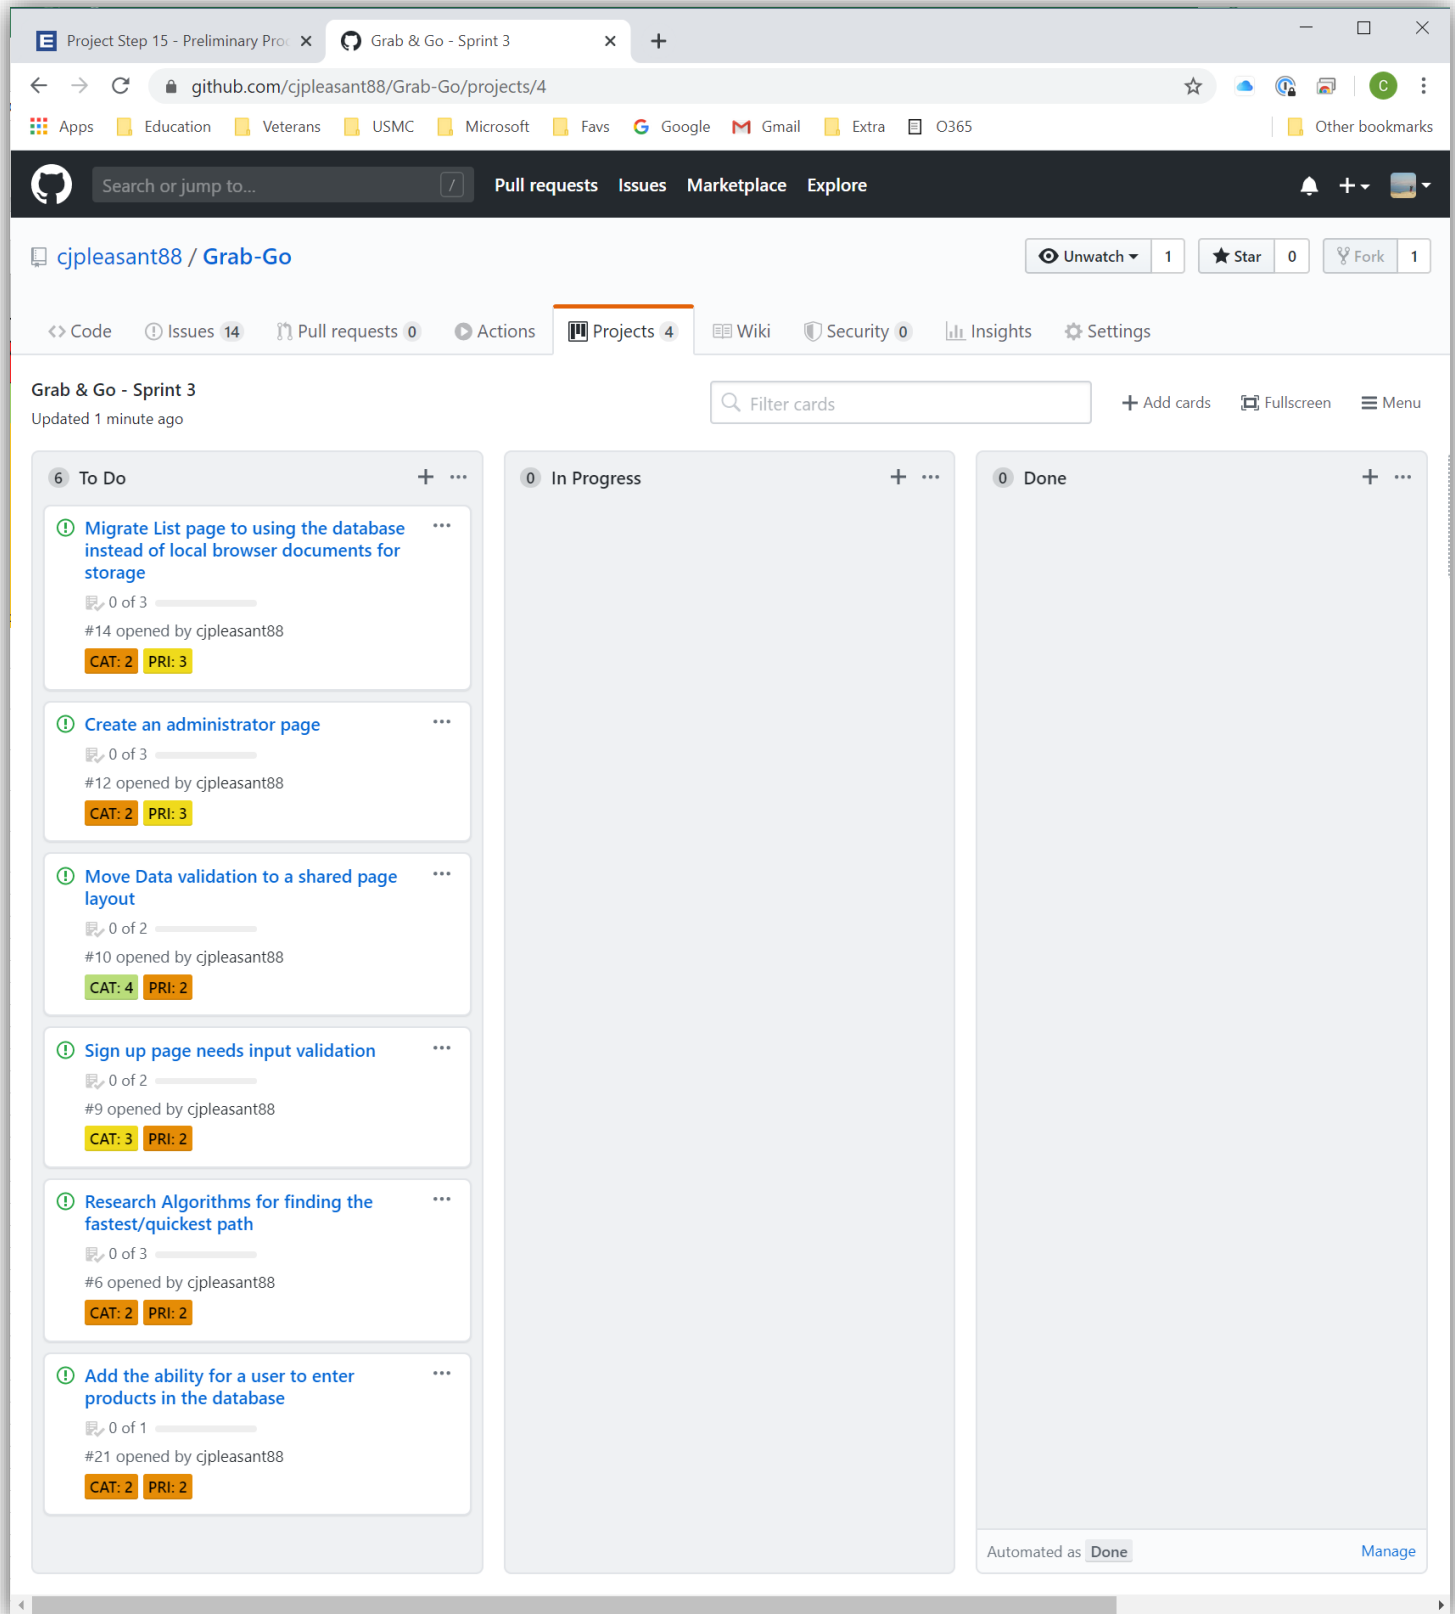 Project Step 15 - Preliminary Pro
Grab & Go - Sprint 3
github.com/cjpleasant88/Grab-Go/projects/4
C
Apps Education Veterans USMC Microsoft Favs Google Gmail Extra O365 Other bookmarks
Search or jump to... / Pull requests Issues Marketplace Explore
cjpleasant88 / Grab-Go Unwatch 1 Star 0 Fork 1
Code Issues 14 Pull requests 0 Actions Projects 4 Wiki Security 0 Insights Settings
Grab & Go - Sprint 3
Updated 1 minute ago
Filter cards Add cards Fullscreen Menu
6 To Do
Migrate List page to using the database
instead of local browser documents for
storage
0 of 3
#14 opened by cjpleasant88
CAT: 2 PRI: 3
Create an administrator page
0 of 3
#12 opened by cjpleasant88
CAT: 2 PRI: 3
Move Data validation to a shared page
layout
0 of 2
#10 opened by cjpleasant88
CAT: 4 PRI: 2
Sign up page needs input validation
0 of 2
#9 opened by cjpleasant88
CAT: 3 PRI: 2
Research Algorithms for finding the
fastest/quickest path
0 of 3
#6 opened by cjpleasant88
CAT: 2 PRI: 2
Add the ability for a user to enter
products in the database
0 of 1
#21 opened by cjpleasant88
CAT: 2 PRI: 2
0 In Progress
0 Done
Automated as Done Manage